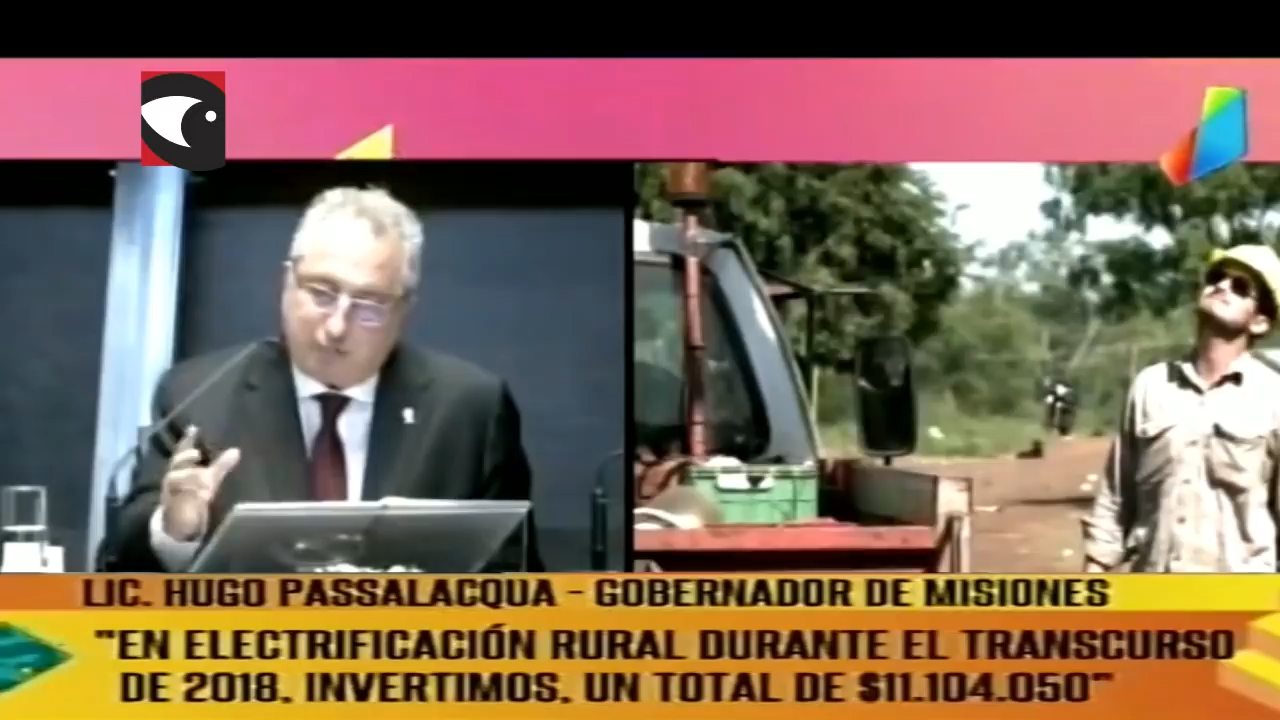 LIC. HUGO PASSALACQUA - GOBERNADOR DE MISIONES
"EN ELECTRIFICACIÓN RURAL DURANTE EL TRANSCURSO
DE 2018, INVERTIMOS, UN TOTAL DE $11.104.050"